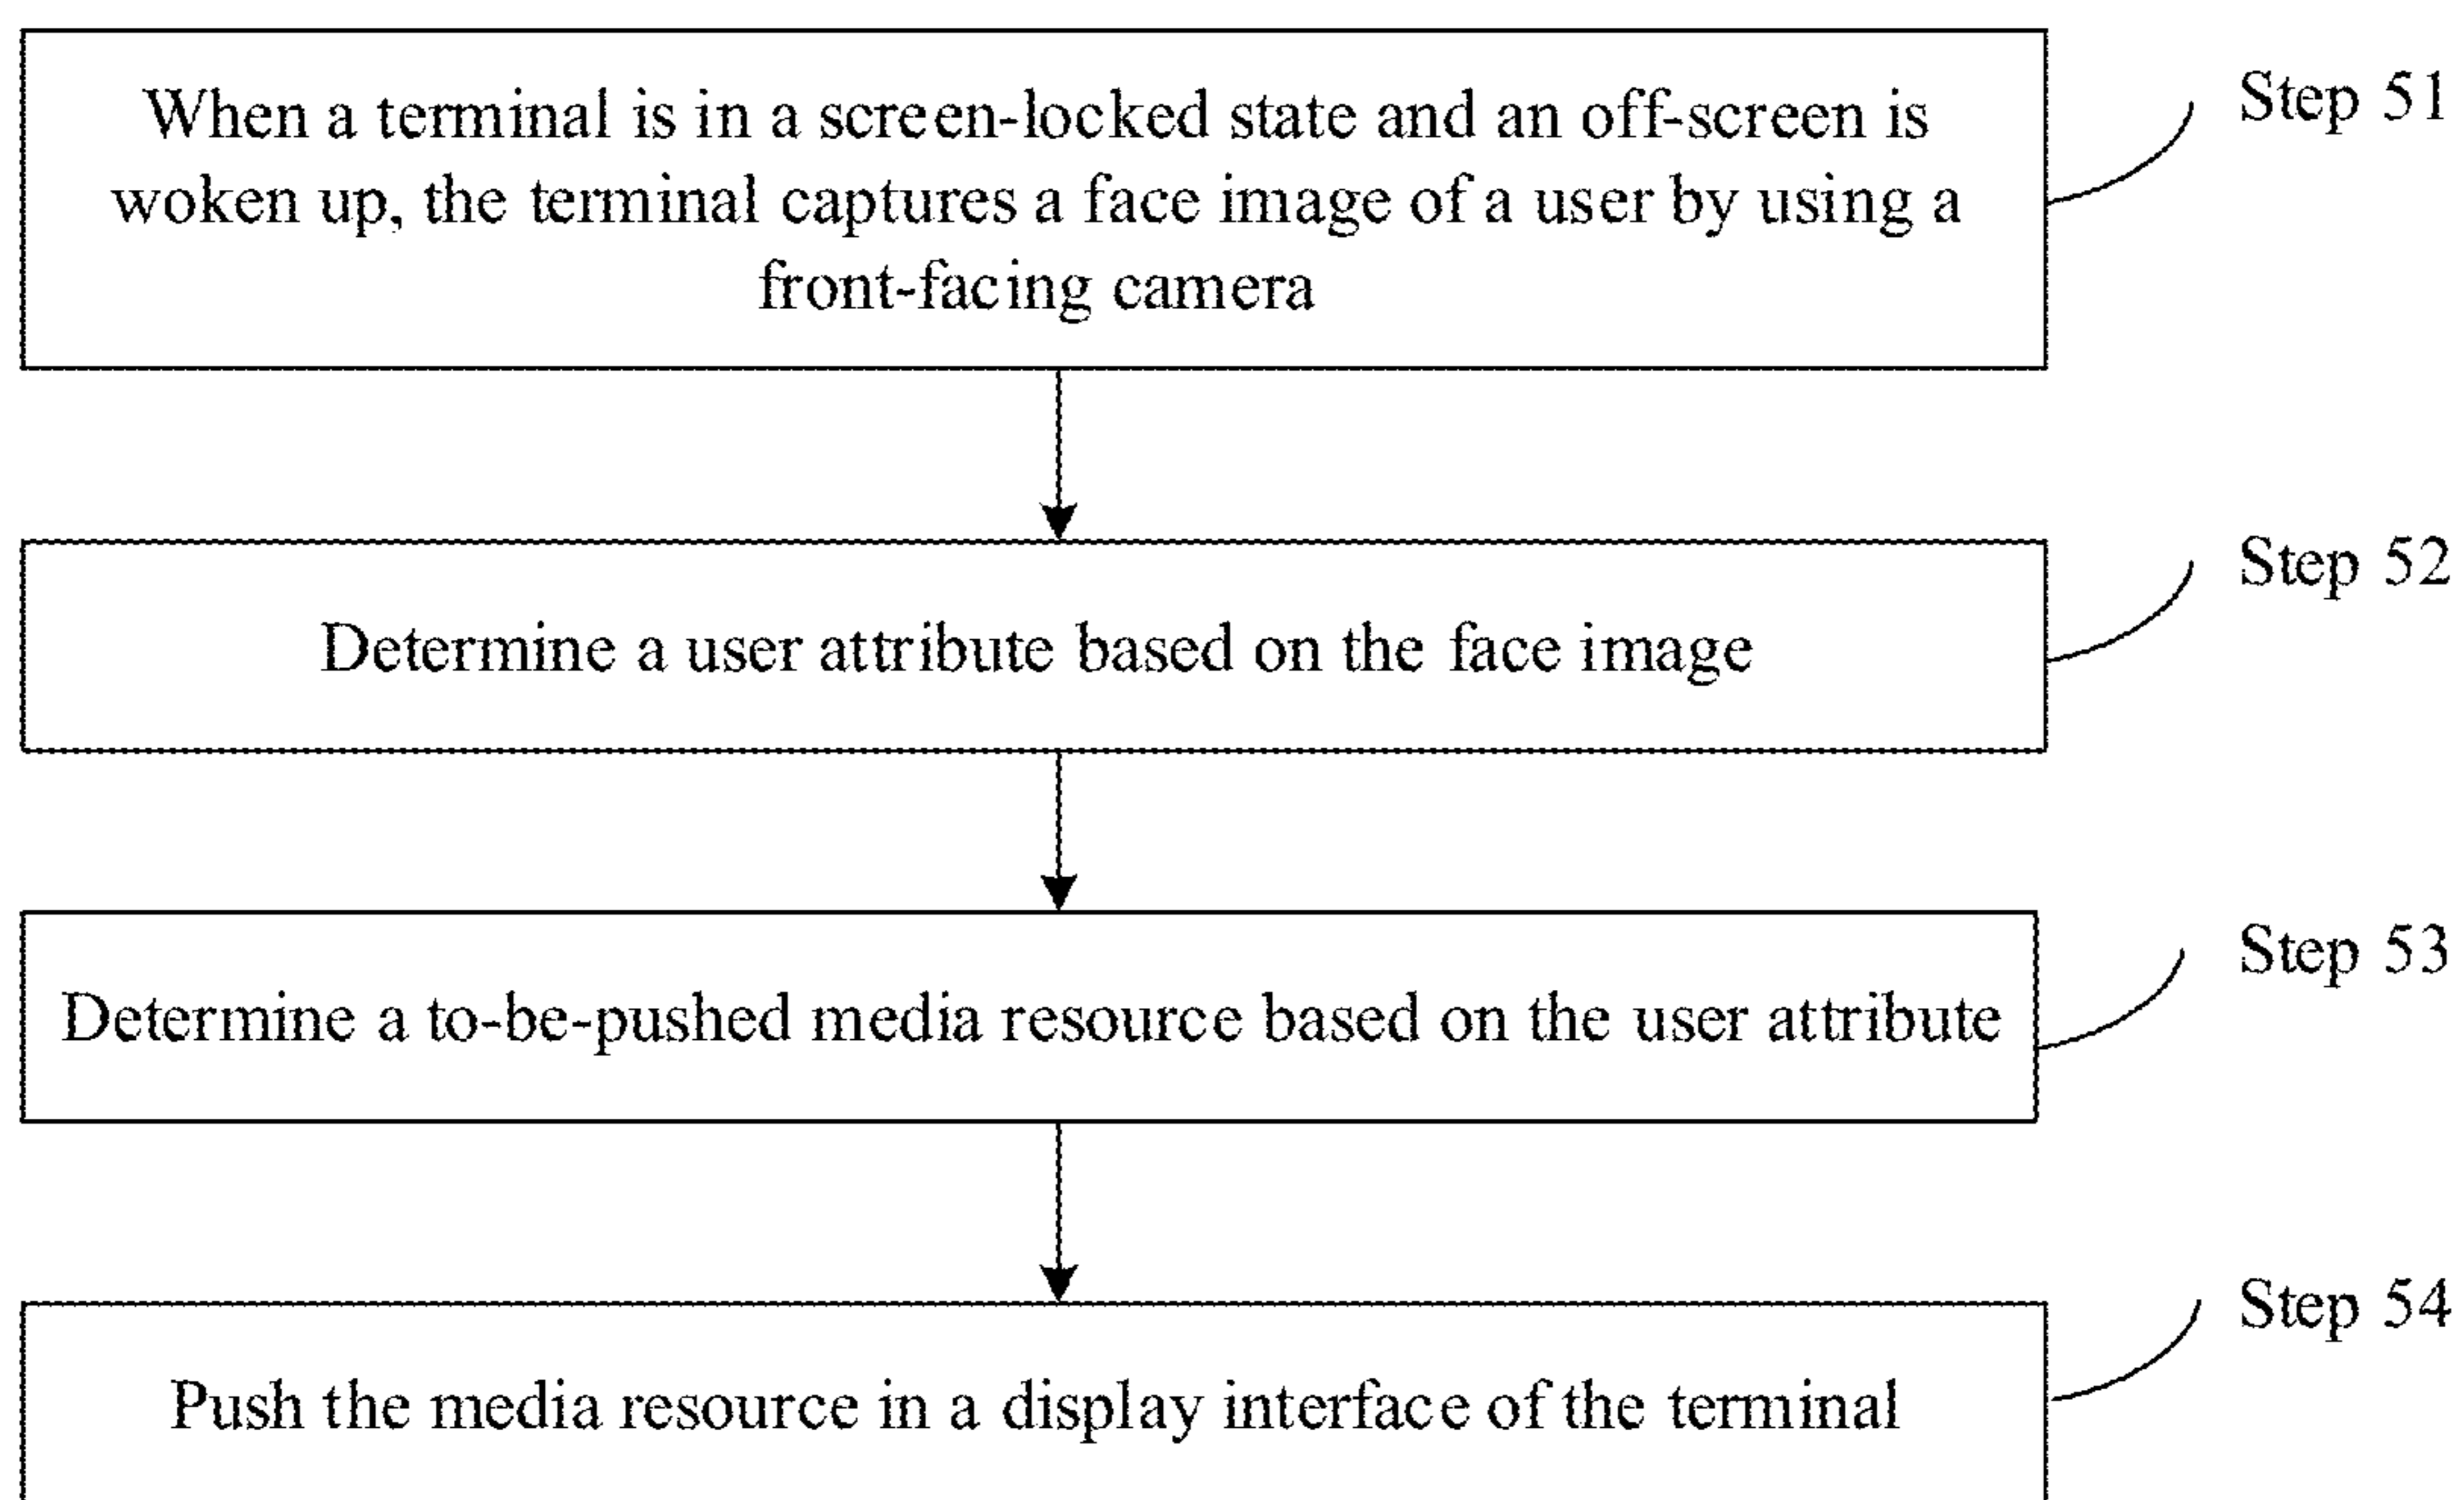 When a terminal is in a screen-locked state and an off-screen is
woken up, the terminal captures a face image of a user by using a
front-facing camera
Step 51
Determine a user attribute based on the face image
Step 52
Determine a to-be-pushed media resource based on the user attribute
Step 53
Push the media resource in a display interface of the terminal
Step 54